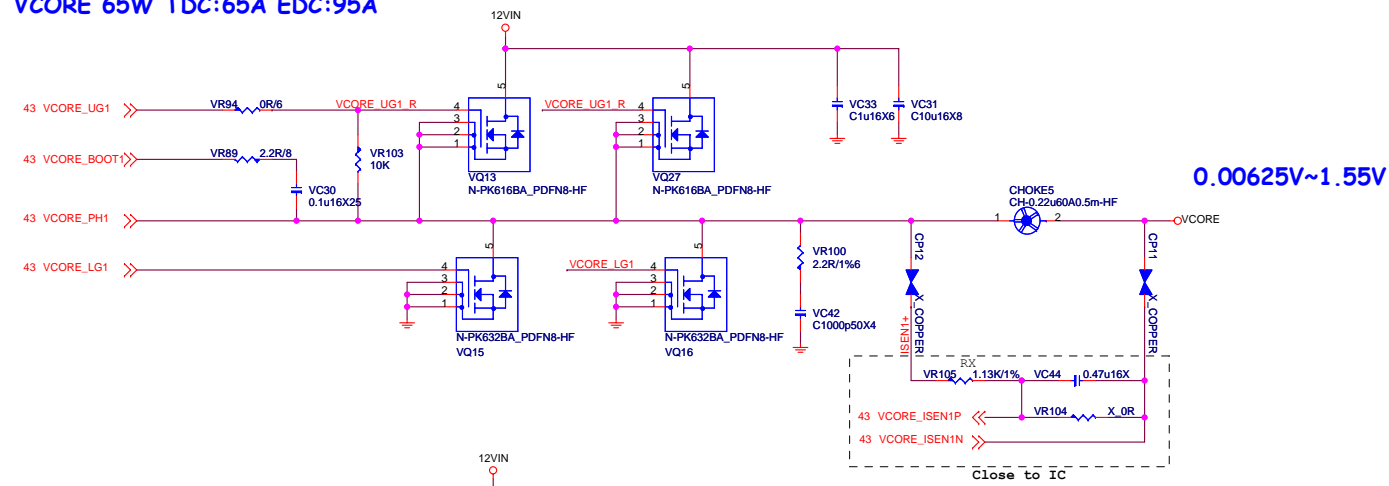 VCORE 65W TDC:65A EDC:95A
12VIN
5
5
43 VCORE_UG1
VR94
0R/6
VCORE_UG1_R
4
3
2
1
VCORE_UG1_R
4
3
2
1
VC33
C1u16X6
VC31
C10u16X8
43 VCORE_BOOT1
VR89
2.2R/8
VR103
10K
VC30
0.1u16X25
VQ13
N-PK616BA_PDFN8-HF
VQ27
N-PK616BA_PDFN8-HF
0.00625V~1.55V
CHOKE5
CH-0.22u60A0.5m-HF
43 VCORE_PH1
1
2
VCORE
5
5
43 VCORE_LG1
4
3
2
1
VCORE_LG1
4
3
2
1
VR100
2.2R/1%6
VC42
C1000p50X4
CP12
X_COPPER
CP11
X_COPPER
ISEN1+
N-PK632BA_PDFN8-HF
VQ15
N-PK632BA_PDFN8-HF
VQ16
RX
VR105
1.13K/1%
VC44
0.47u16X
43 VCORE_ISEN1P
VR104
X_0R
43 VCORE_ISEN1N
Close to IC
12VIN